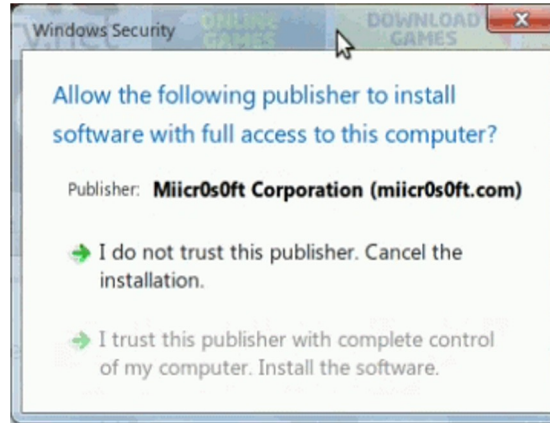 ONLINE GAMES
DOWNLOAD GAMES
Windows Security
Allow the following publisher to install
software with full access to this computer?
Publisher: Miicr0s0ft Corporation (miicr0s0ft.com)
I do not trust this publisher. Cancel the
installation.
I trust this publisher with complete control
of my computer. Install the software.